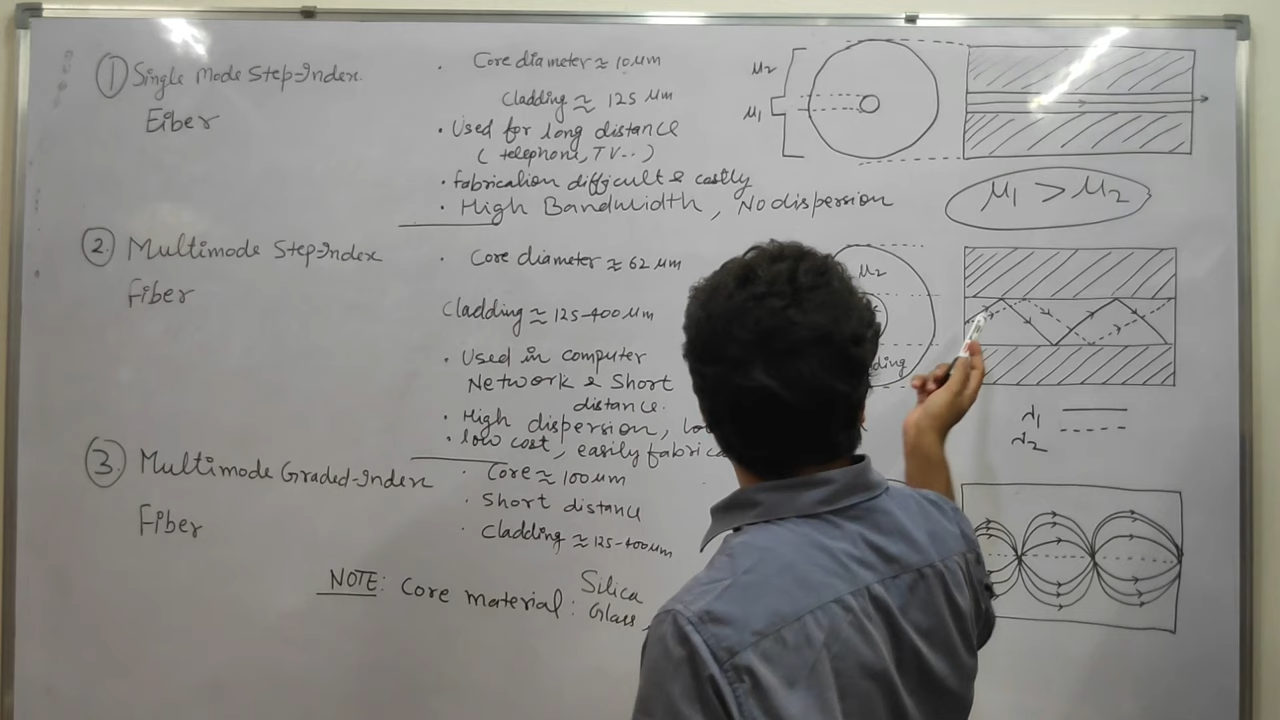 ① Single Mode Step-Index
Fiber
· Core diameter ≈ 10 μm
Cladding ≈ 125 μm
· Used for long distance
( telephone, TV.. )
· fabrication difficult & costly
· High Bandwidth, No dispersion
μ2
μ1
μ1 > μ2
② Multimode Step-Index
Fiber
· Core diameter ≈ 62 μm
Cladding ≈ 125-400 μm
· Used in computer
Network & Short
distance.
· High dispersion,
· low cost, easily
μ2
λ1
λ2
③ Multimode Graded-Index
Fiber
· Core ≈ 100 μm
· Short distance
· Cladding ≈ 125-400 μm
NOTE: Core material: Silica
Glass,